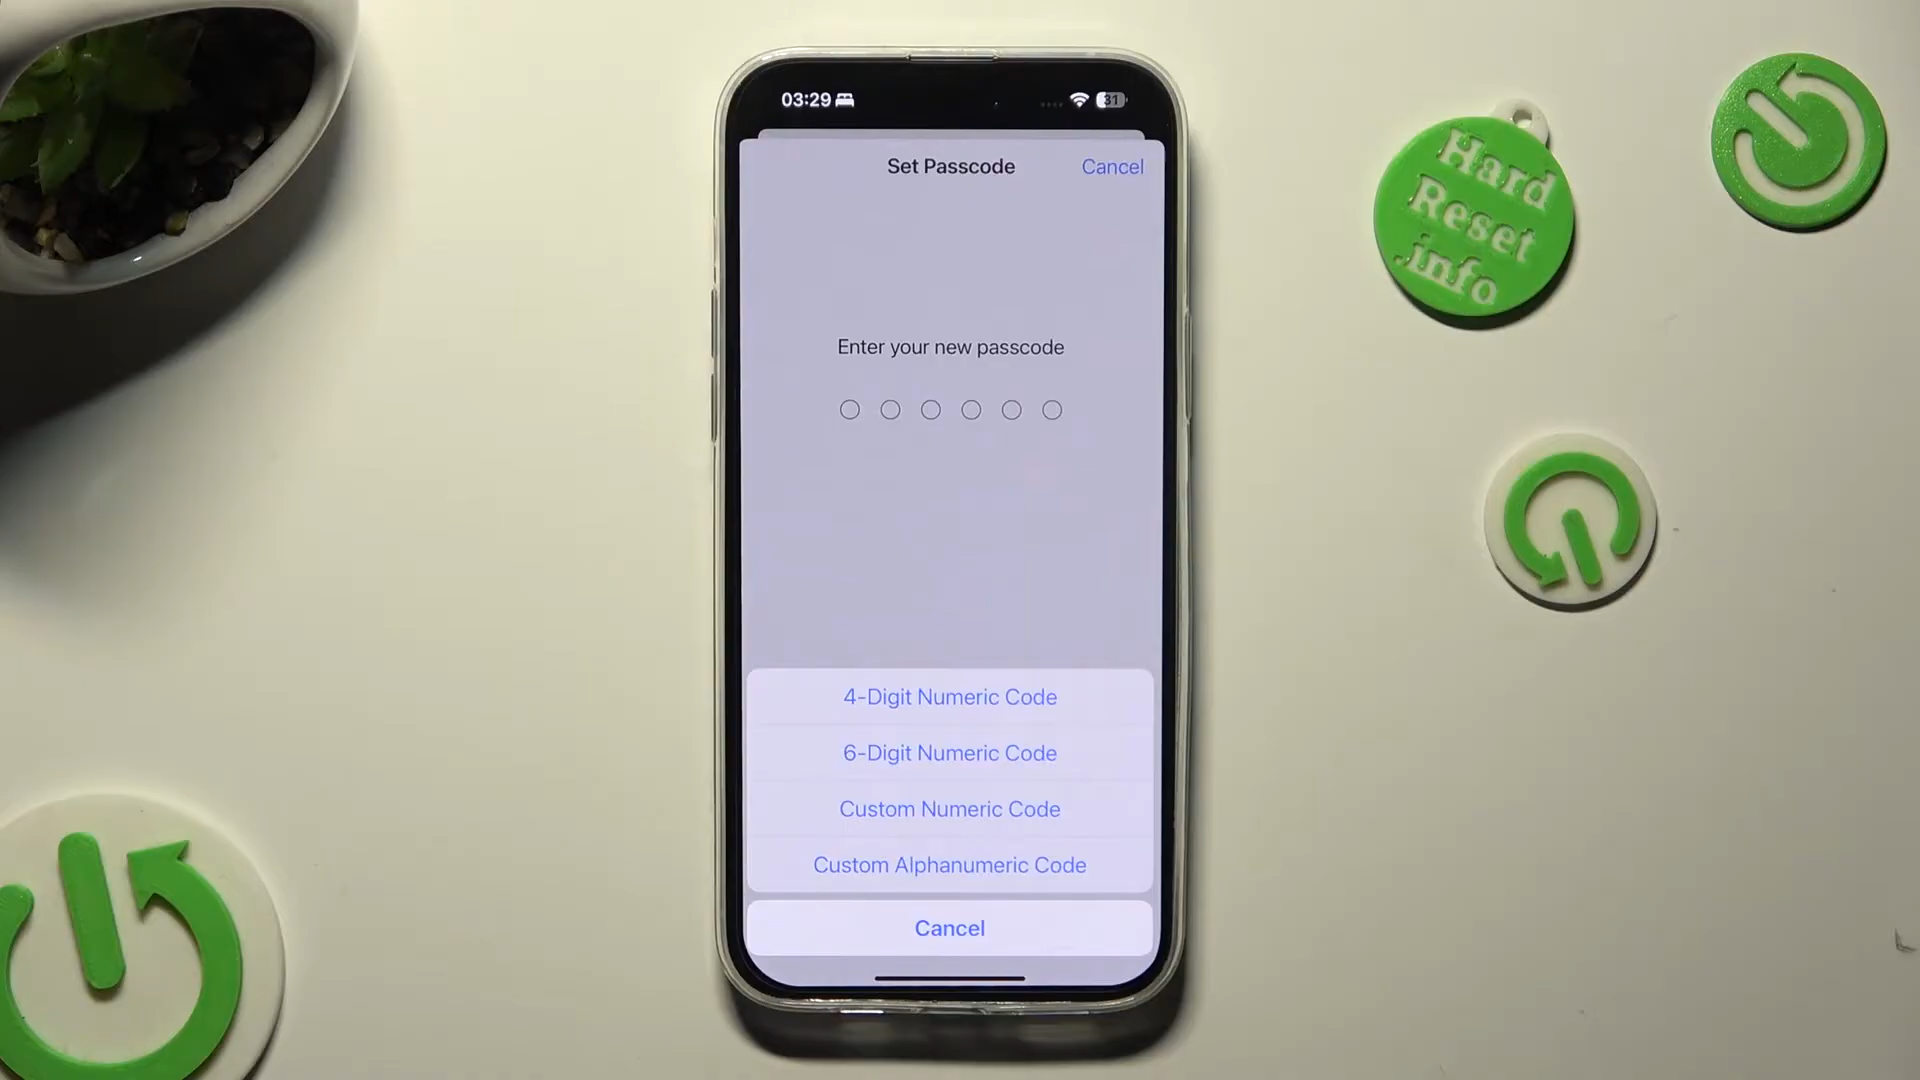 03:29
31
Set Passcode
Cancel
Enter your new passcode
4-Digit Numeric Code
6-Digit Numeric Code
Custom Numeric Code
Custom Alphanumeric Code
Cancel
Hard
Reset
.info